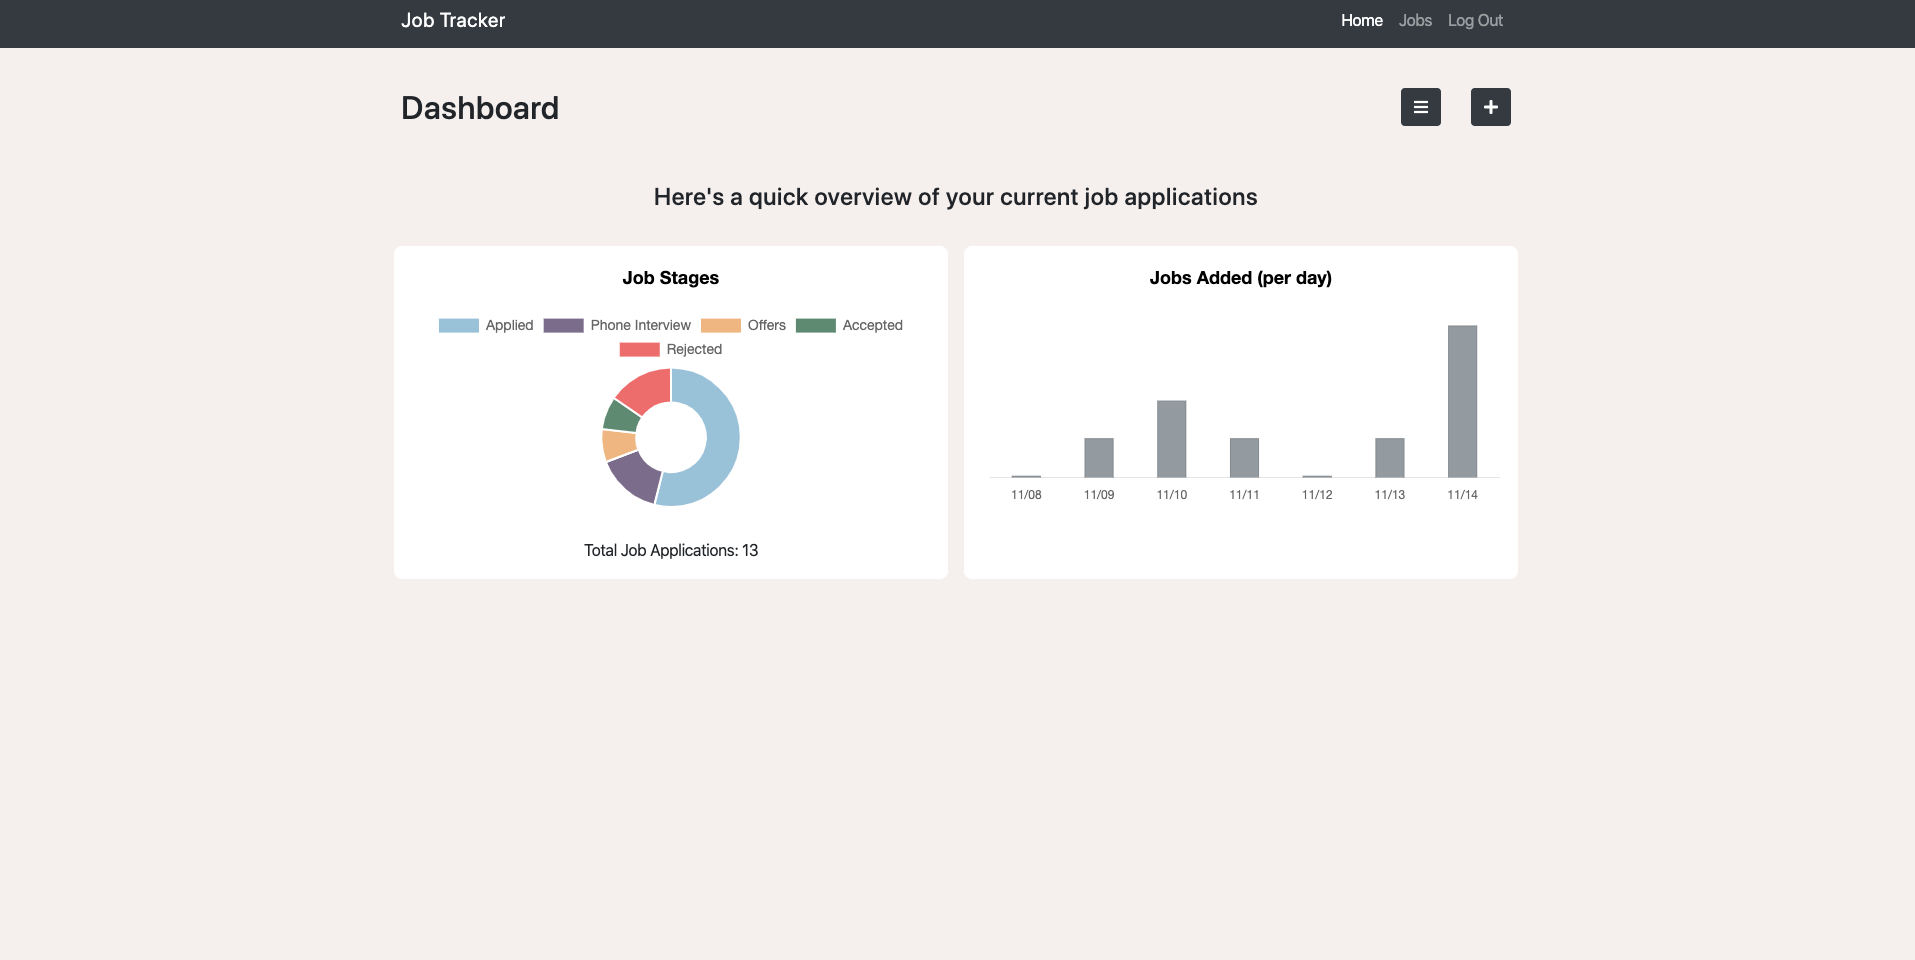 Job Tracker Home Jobs Log Out
Dashboard
Here's a quick overview of your current job applications
Job Stages
Applied Phone Interview Offers Accepted
Rejected
Total Job Applications: 13
Jobs Added (per day)
11/08 11/09 11/10 11/11 11/12 11/13 11/14